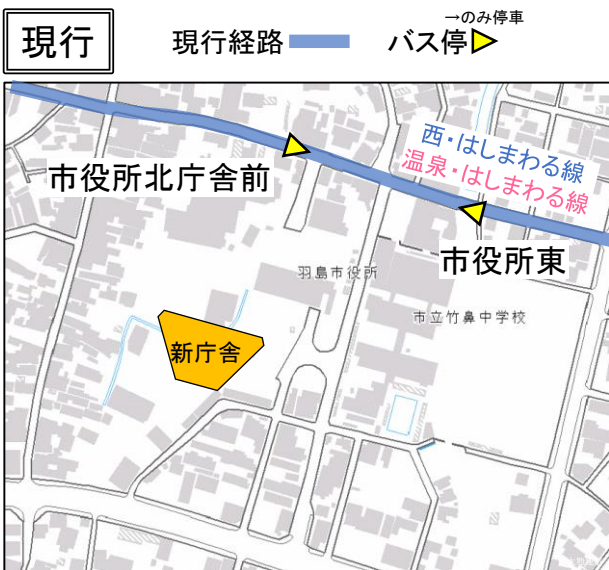 現行
現行経路
→のみ停車
バス停
西・はしまわる線
温泉・はしまわる線
市役所北庁舎前
市役所東
羽島市役所
市立竹鼻中学校
新庁舎